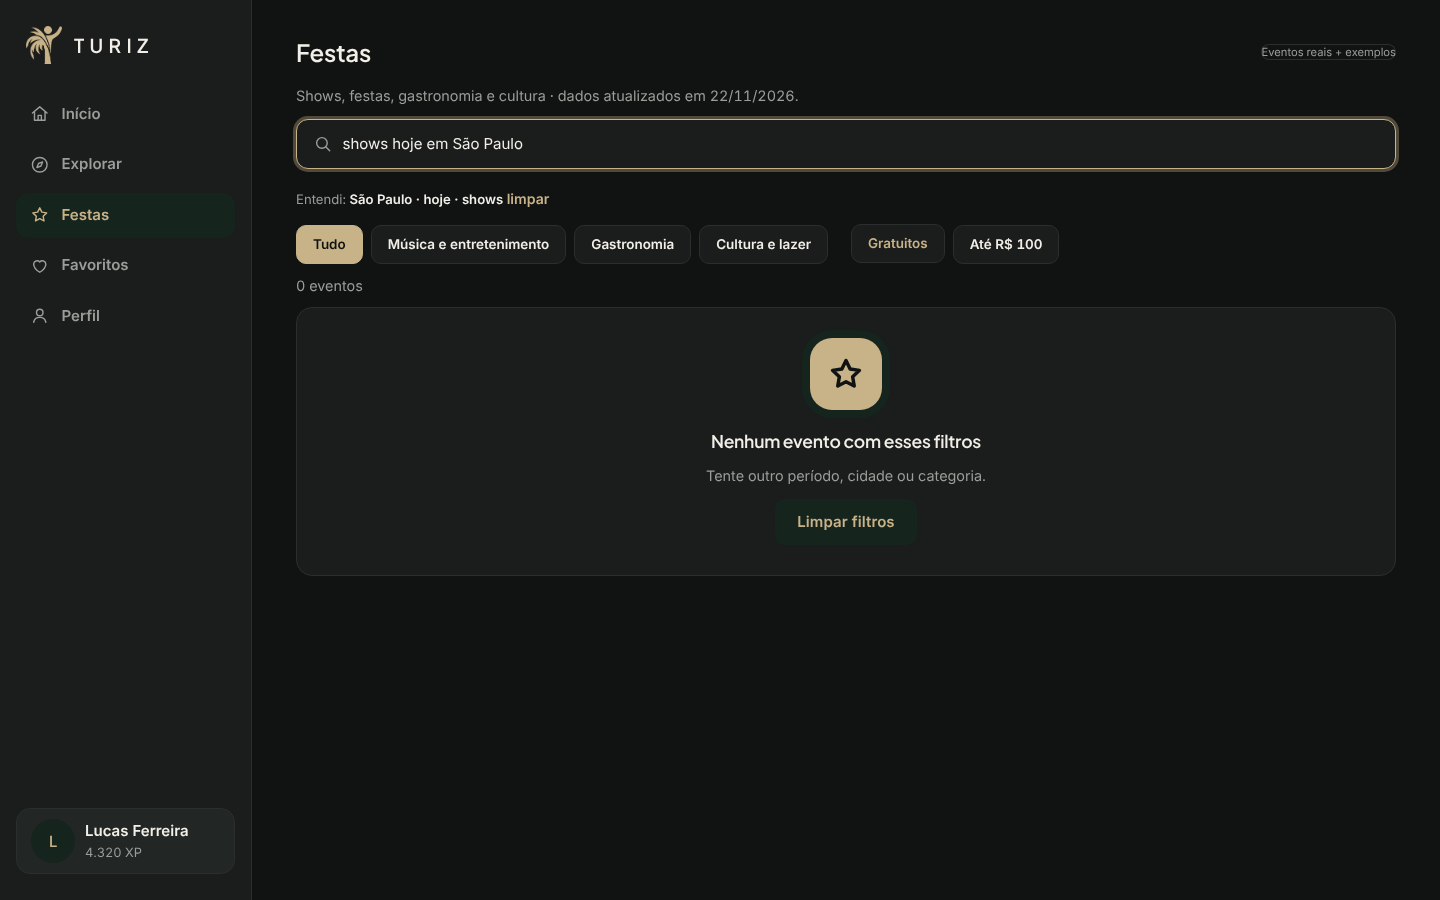 TURIZ
Início
Explorar
Festas
Favoritos
Perfil
Lucas Ferreira
L
4.320 XP
Festas
Eventos reais + exemplos
Shows, festas, gastronomia e cultura · dados atualizados em 22/11/2026.
shows hoje em São Paulo
Entendi: São Paulo · hoje · shows limpar
Tudo Música e entretenimento Gastronomia Cultura e lazer Gratuitos Até R$ 100
0 eventos
Nenhum evento com esses filtros
Tente outro período, cidade ou categoria.
Limpar filtros